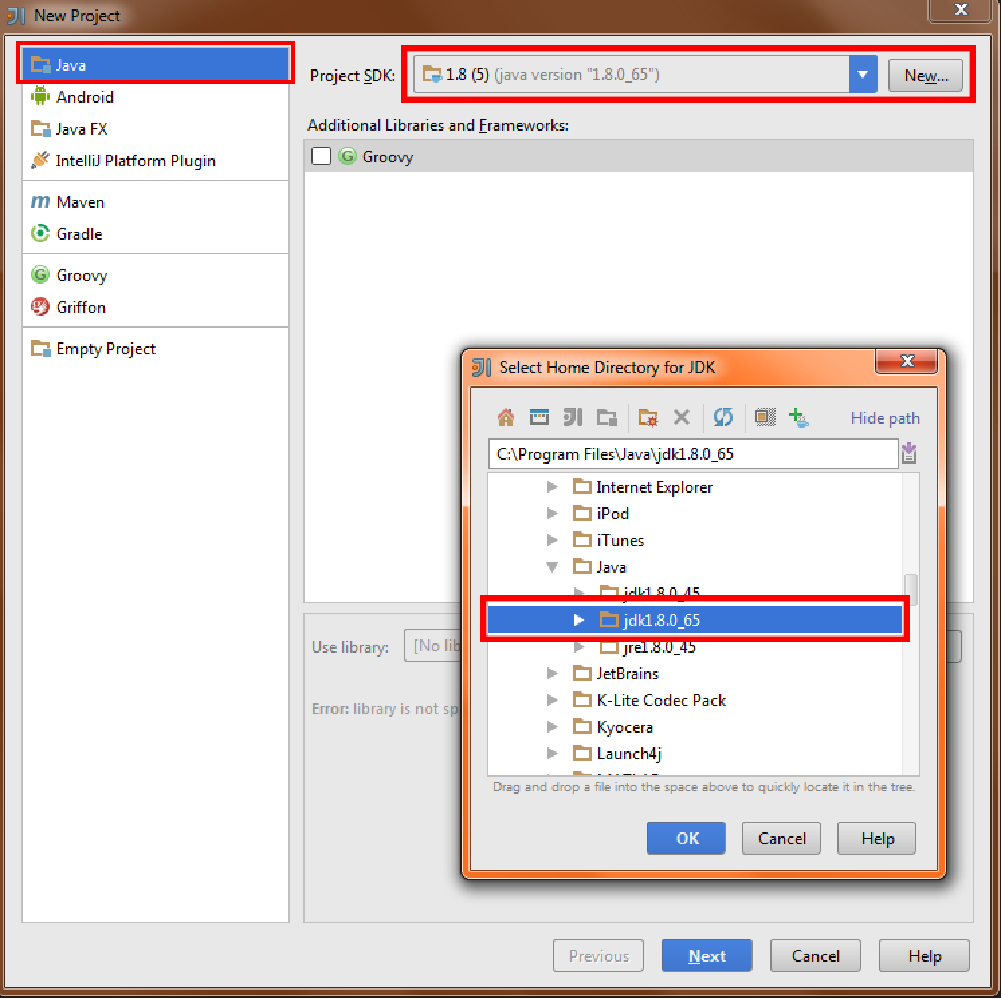 New Project
Java
Android
Java FX
IntelliJ Platform Plugin
Maven
Gradle
Groovy
Griffon
Empty Project
Project SDK: 1.8 (5) (java version "1.8.0_65") New...
Additional Libraries and Frameworks:
Groovy
Use library: [No lib
Error: library is not sp
Select Home Directory for JDK
Hide path
C:\Program Files\Java\jdk1.8.0_65
Internet Explorer
iPod
iTunes
Java
jdk1.8.0_45
jdk1.8.0_65
jre1.8.0_45
JetBrains
K-Lite Codec Pack
Kyocera
Launch4j
Drag and drop a file into the space above to quickly locate it in the tree.
OK Cancel Help
Previous Next Cancel Help